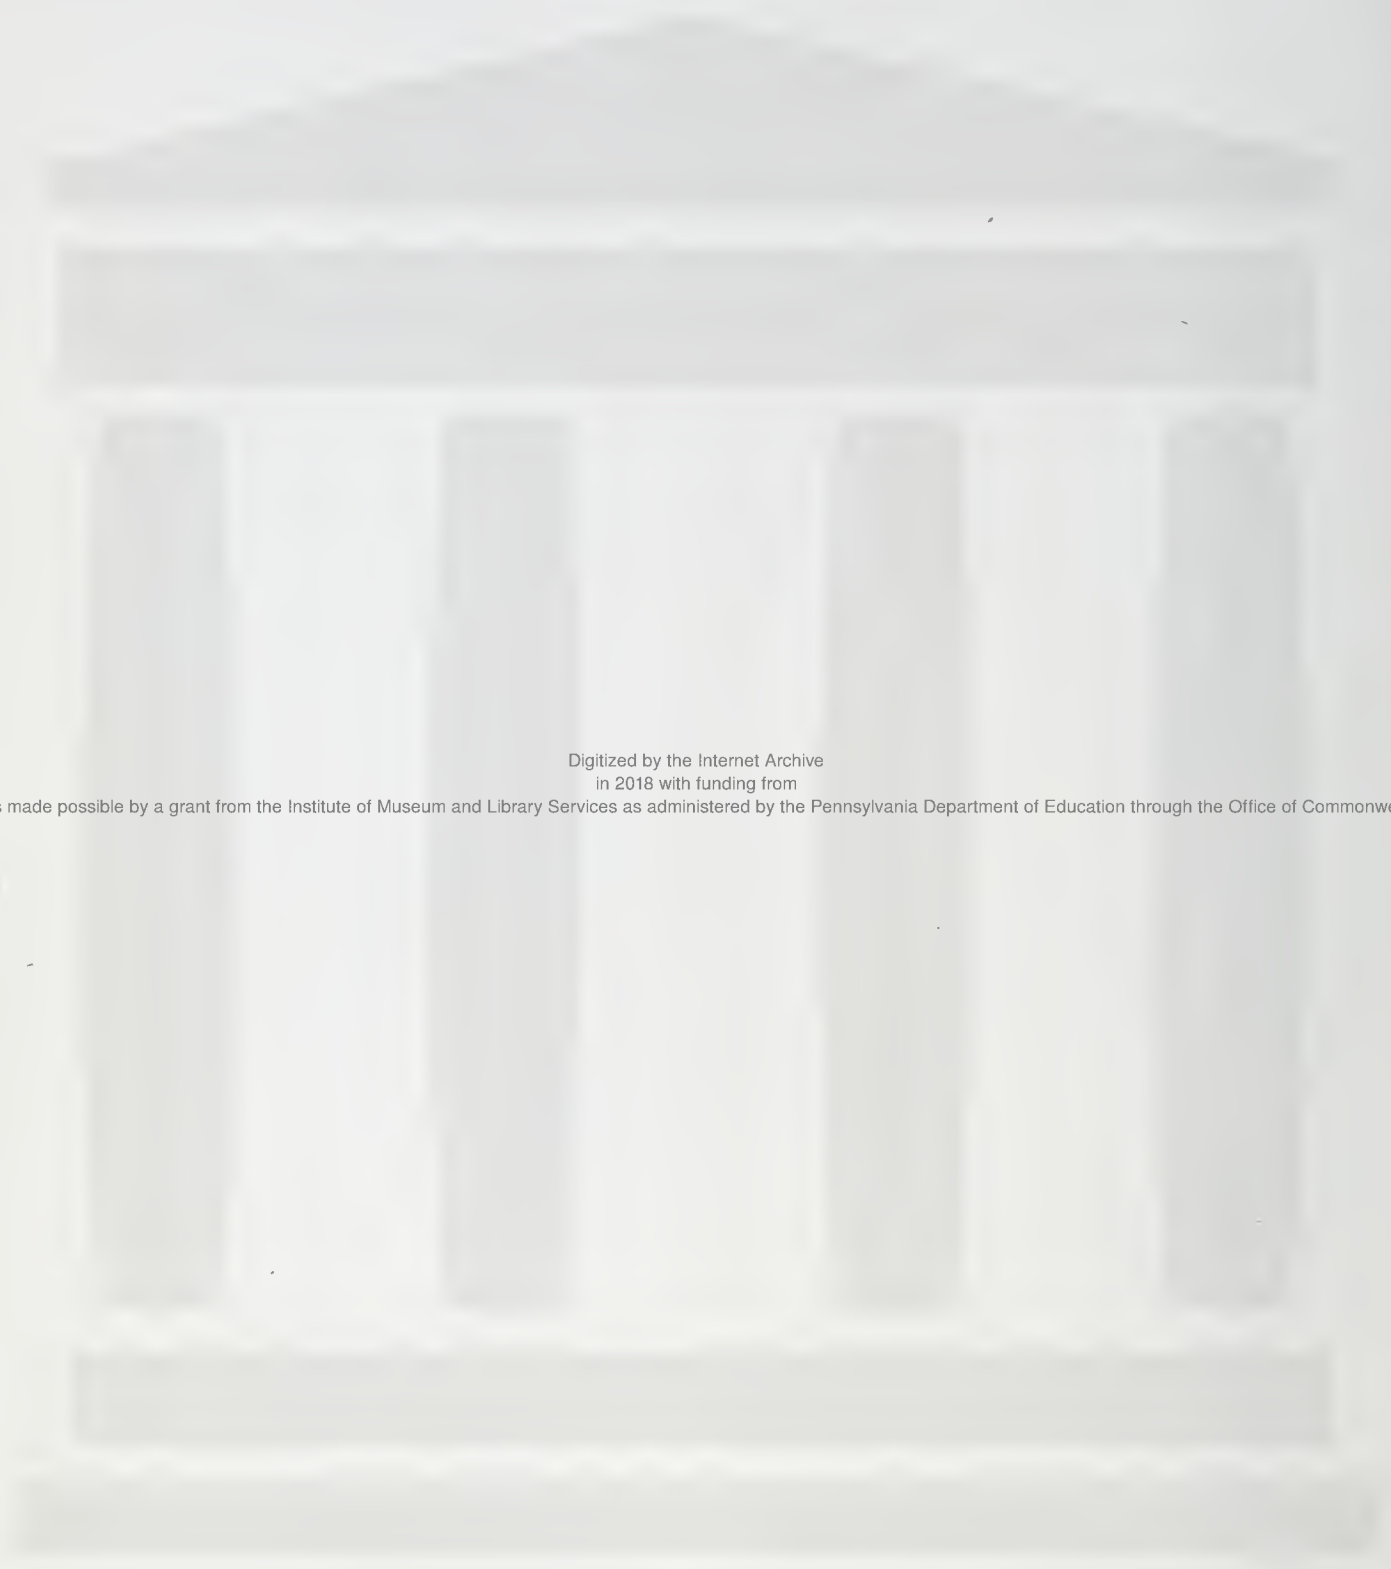 Digitized by the Internet Archive
in 2018 with funding from
made possible by a grant from the Institute of Museum and Library Services as administered by the Pennsylvania Department of Education through the Office of